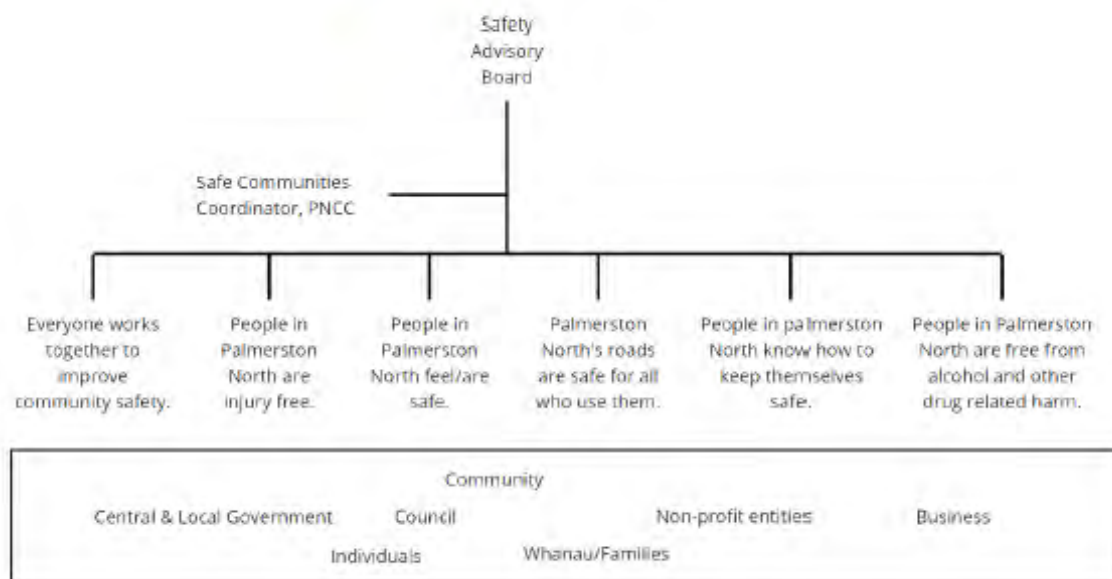 Safety
Advisory
Board
Safe Communities
Coordinator, PNCC
Everyone works
together to
improve
community safety.
People in
Palmerston
North are
injury free.
People in
Palmerston
North feel/are
safe.
Palmerston
North's roads
are safe for all
who use them.
People in palmerston
North know how to
keep themselves
safe.
People in Palmerston
North are free from
alcohol and other
drug related harm.
Community
Central & Local Government
Council
Non-profit entities
Business
Individuals
Whanau/Families